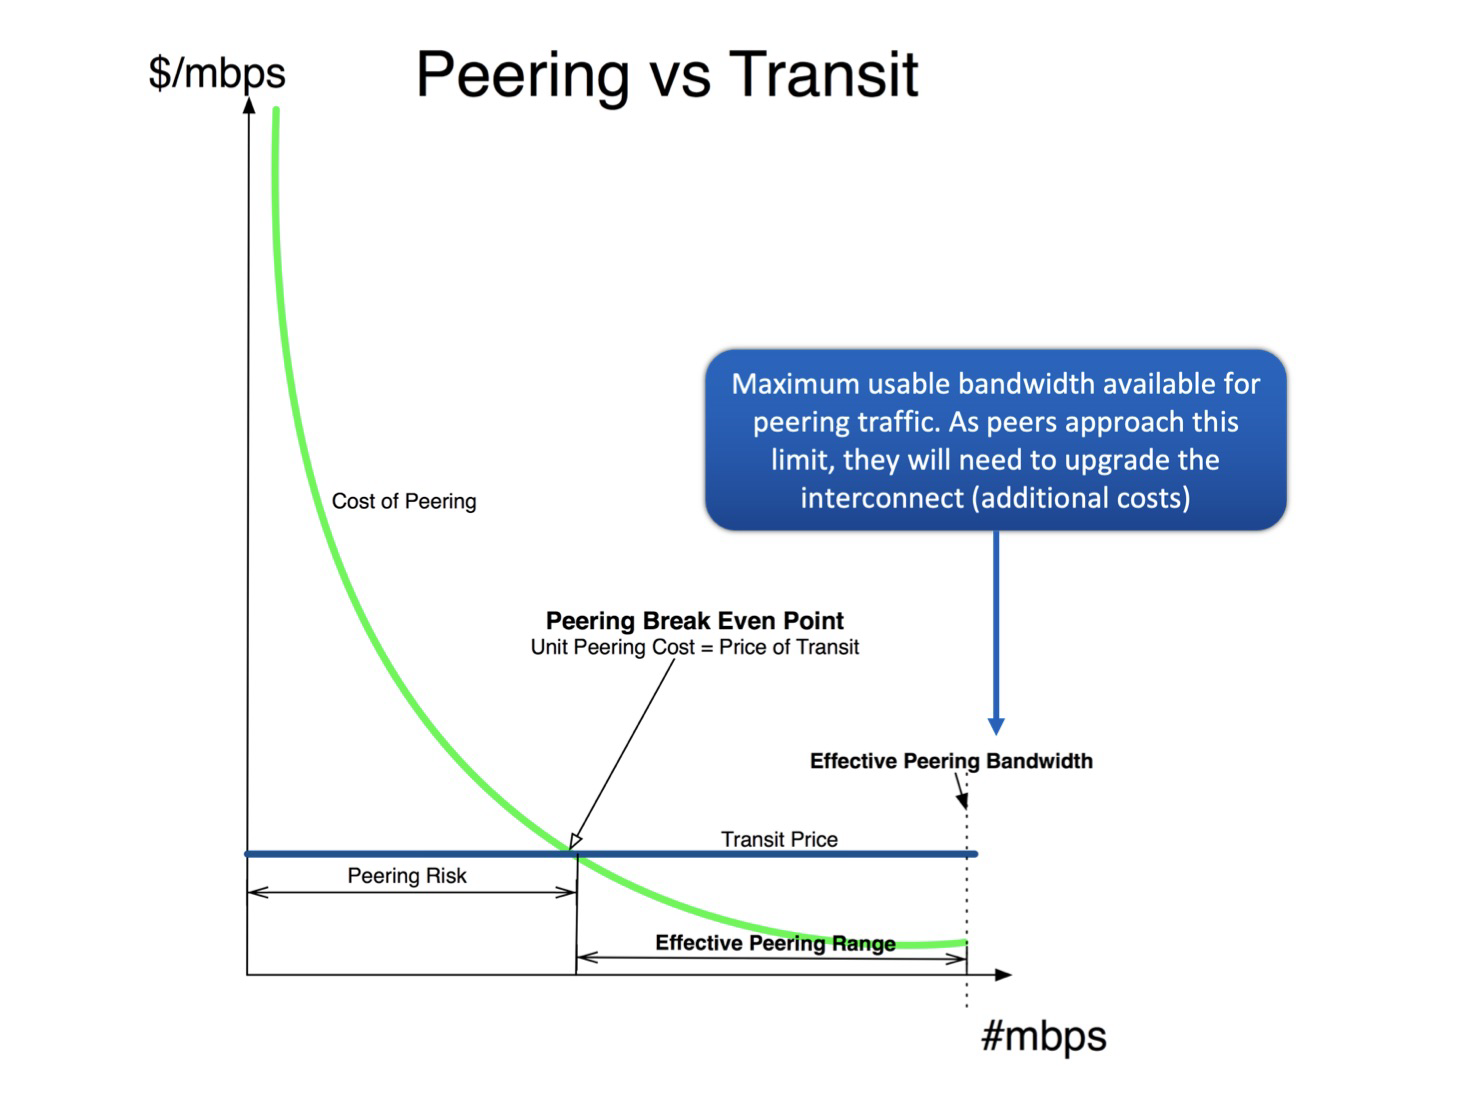 Peering vs Transit
$/mbps
Maximum usable bandwidth available for
peering traffic. As peers approach this
limit, they will need to upgrade the
interconnect (additional costs)
Cost of Peering
Peering Break Even Point
Unit Peering Cost = Price of Transit
Effective Peering Bandwidth
Transit Price
Peering Risk
Effective Peering Range
#mbps